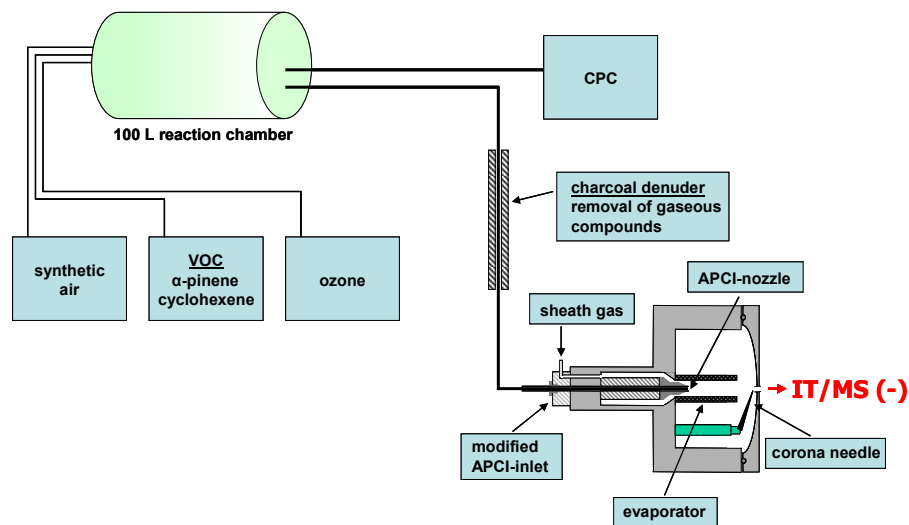 CPC
100 L reaction chamber
charcoal denuder
removal of gaseous
compounds
synthetic
air
VOC
α-pinene
cyclohexene
ozone
APCI-nozzle
sheath gas
IT/MS (-)
modified
APCI-inlet
corona needle
evaporator